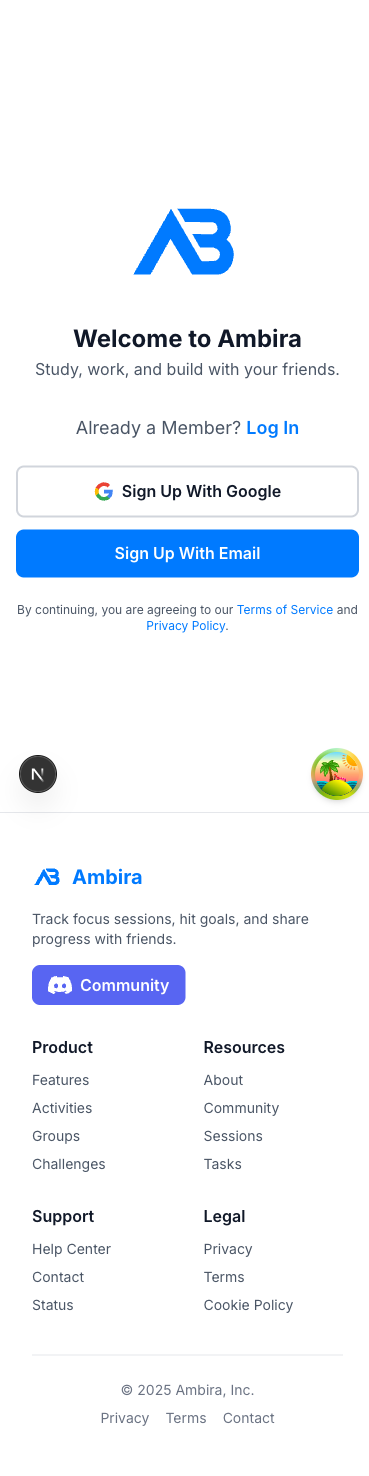 AB
Welcome to Ambira
Study, work, and build with your friends.
Already a Member? Log In
Sign Up With Google
Sign Up With Email
By continuing, you are agreeing to our Terms of Service and
Privacy Policy.
N
AB Ambira
Track focus sessions, hit goals, and share
progress with friends.
Community
Product
Features
Activities
Groups
Challenges
Resources
About
Community
Sessions
Tasks
Support
Help Center
Contact
Status
Legal
Privacy
Terms
Cookie Policy
© 2025 Ambira, Inc.
Privacy Terms Contact